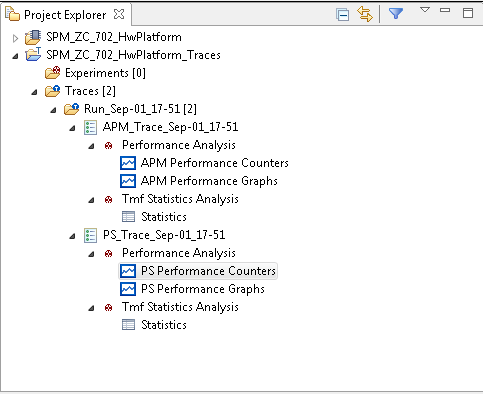 Project Explorer
SPM_ZC_702_HwPlatform
SPM_ZC_702_HwPlatform_Traces
Experiments [0]
Traces [2]
Run_Sep-01_17-51 [2]
APM_Trace_Sep-01_17-51
Performance Analysis
APM Performance Counters
APM Performance Graphs
Tmf Statistics Analysis
Statistics
PS_Trace_Sep-01_17-51
Performance Analysis
PS Performance Counters
PS Performance Graphs
Tmf Statistics Analysis
Statistics